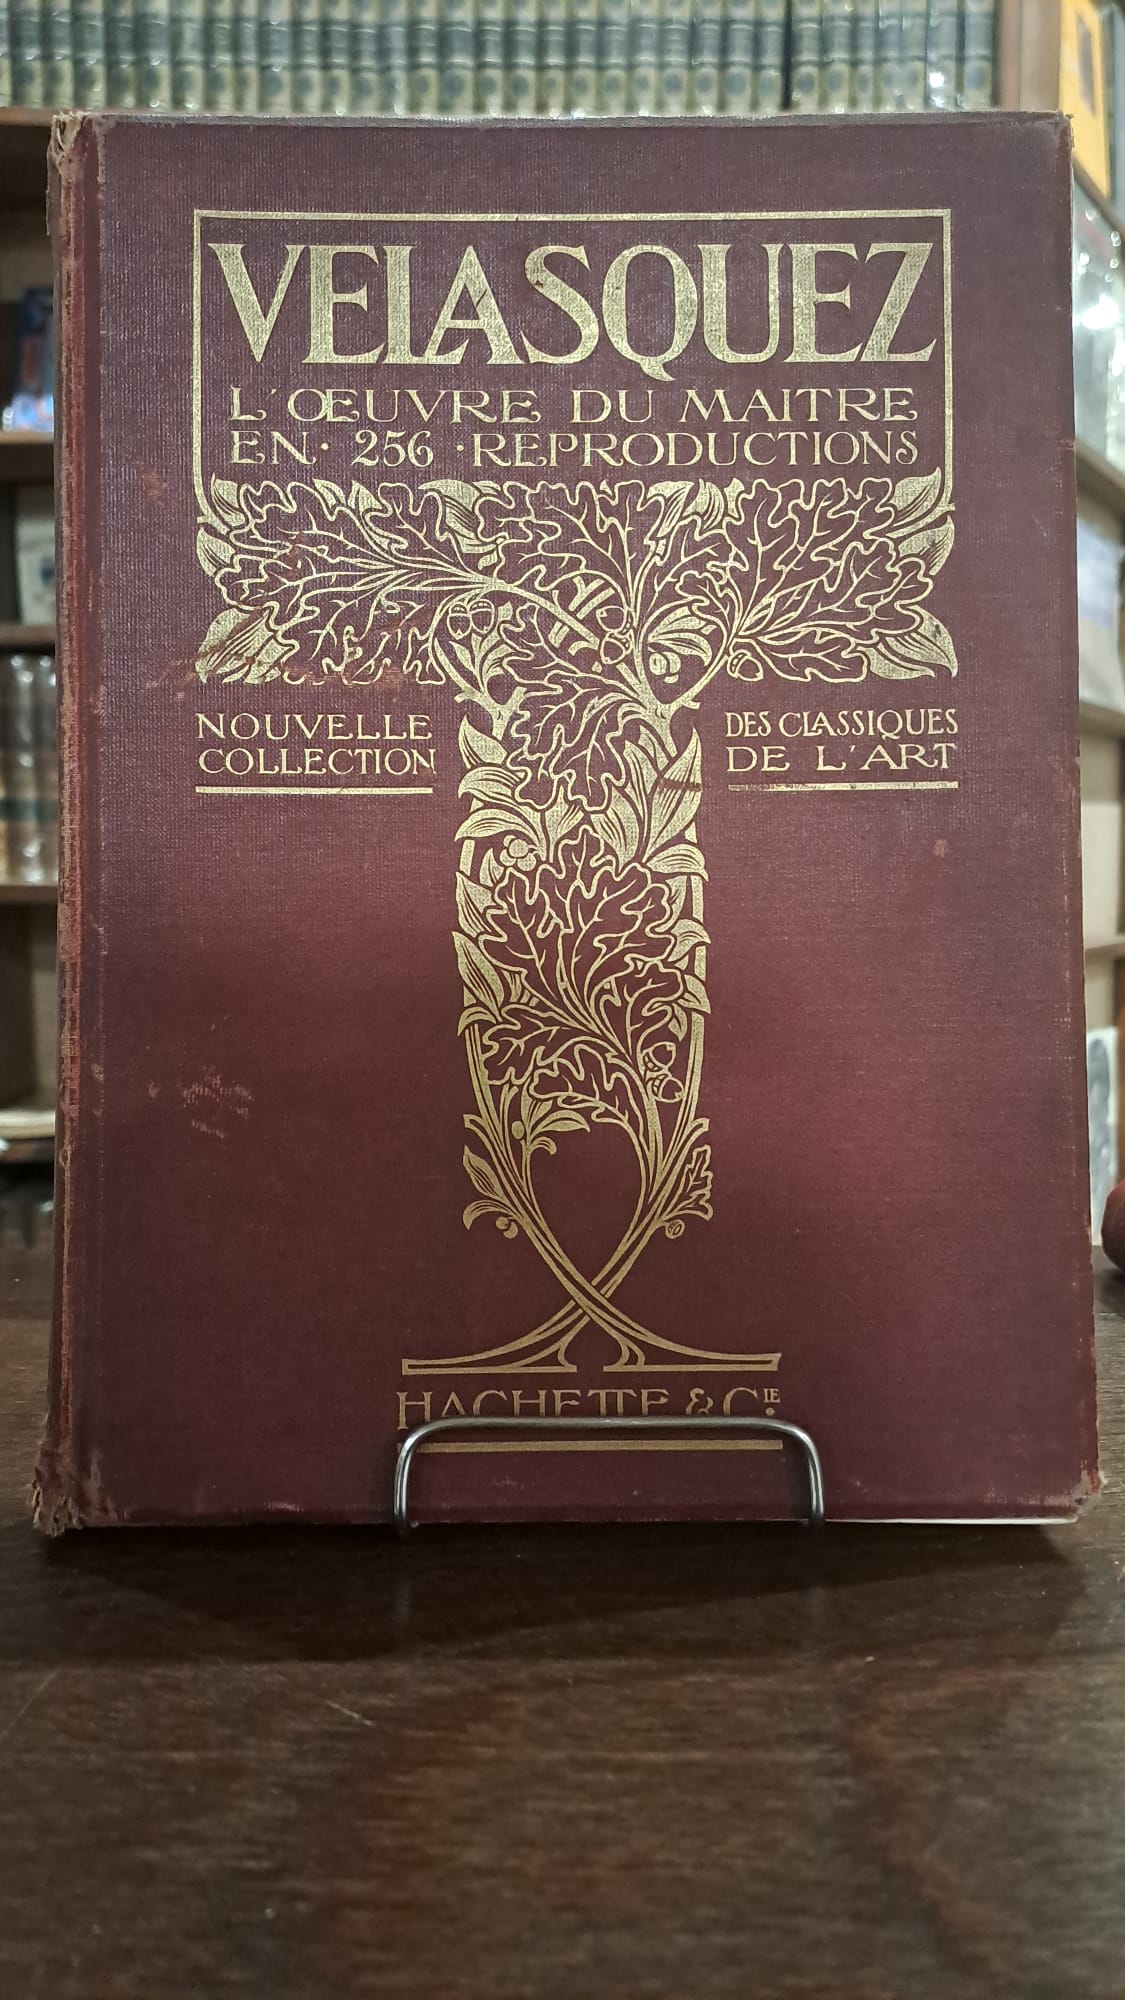 VELASQUEZ
L'ŒUVRE DU MAITRE
EN · 256 · REPRODUCTIONS
NOUVELLE
COLLECTION
DES CLASSIQUES
DE L'ART
HACHETTE & CIE.